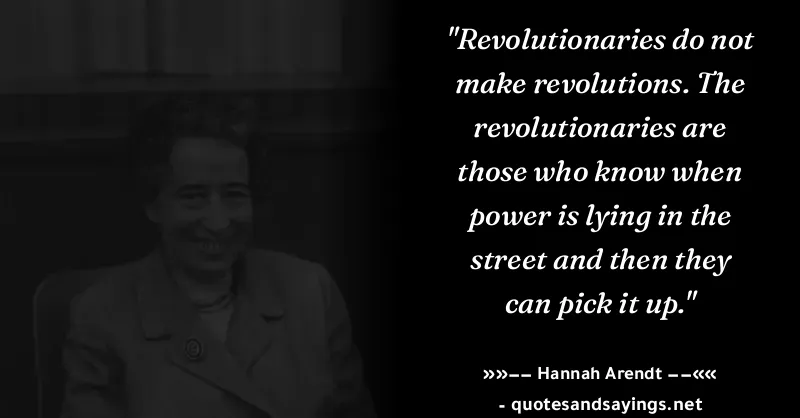 "Revolutionaries do not
make revolutions. The
revolutionaries are
those who know when
power is lying in the
street and then they
can pick it up."
»»−− Hannah Arendt −−««
- quotesandsayings.net